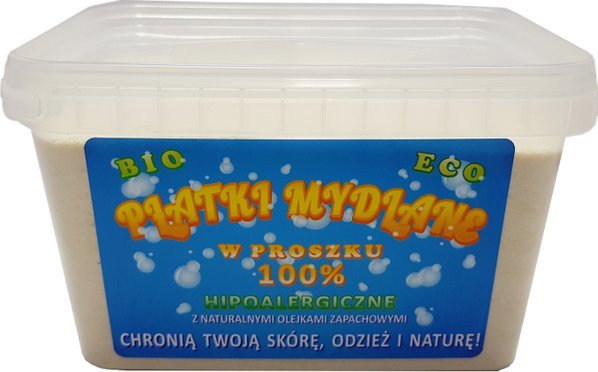 BIO ECO
PŁATKI MYDLANE
W PROSZKU
100%
HIPOALERGICZNE
Z NATURALNYMI OLEJKAMI ZAPACHOWYMI
CHRONIĄ TWOJĄ SKÓRĘ, ODZIEŻ I NATURĘ!